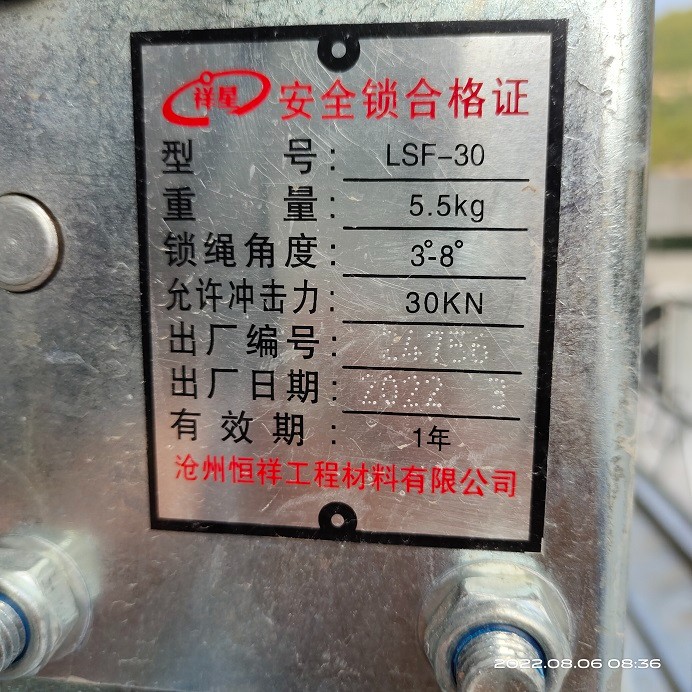 祥星 安全锁合格证
型号: LSF-30
重量: 5.5kg
锁绳角度: 3°-8°
允许冲击力: 30KN
出厂编号:
出厂日期: 2022 3
有效期: 1年
沧州恒祥工程材料有限公司
2022.08.06 08:36